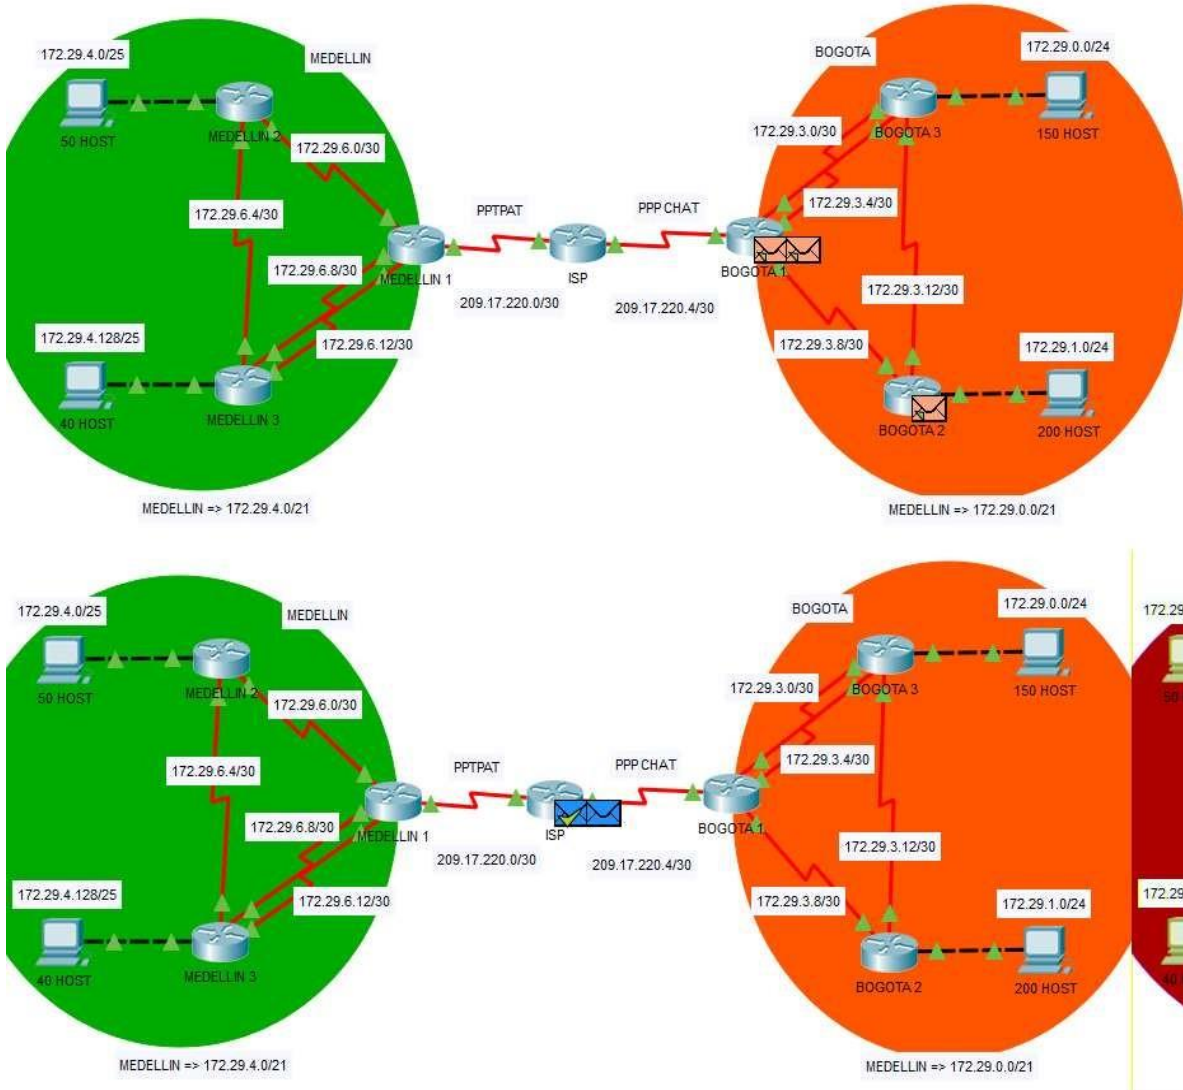 172.29.4.0/25
MEDELLIN
50 HOST
MEDELLIN 2
172.29.6.0/30
172.29.6.4/30
172.29.6.8/30
MEDELLIN 1
172.29.4.128/25
172.29.6.12/30
40 HOST
MEDELLIN 3
MEDELLIN => 172.29.4.0/21
PPTPAT
209.17.220.0/30
ISP
PPP CHAT
209.17.220.4/30
BOGOTA
172.29.0.0/24
172.29.3.0/30
BOGOTA 3
150 HOST
172.29.3.4/30
BOGOTA 1
172.29.3.12/30
172.29.3.8/30
172.29.1.0/24
BOGOTA 2
200 HOST
MEDELLIN => 172.29.0.0/21
172.29.4.0/25
MEDELLIN
50 HOST
MEDELLIN 2
172.29.6.0/30
172.29.6.4/30
172.29.6.8/30
MEDELLIN 1
172.29.4.128/25
172.29.6.12/30
40 HOST
MEDELLIN 3
MEDELLIN => 172.29.4.0/21
PPTPAT
209.17.220.0/30
ISP
PPP CHAT
209.17.220.4/30
BOGOTA
172.29.0.0/24
172.29.3.0/30
BOGOTA 3
150 HOST
172.29.3.4/30
BOGOTA 1
172.29.3.12/30
172.29.3.8/30
172.29.1.0/24
BOGOTA 2
200 HOST
MEDELLIN => 172.29.0.0/21
172.29
50
172.29
40